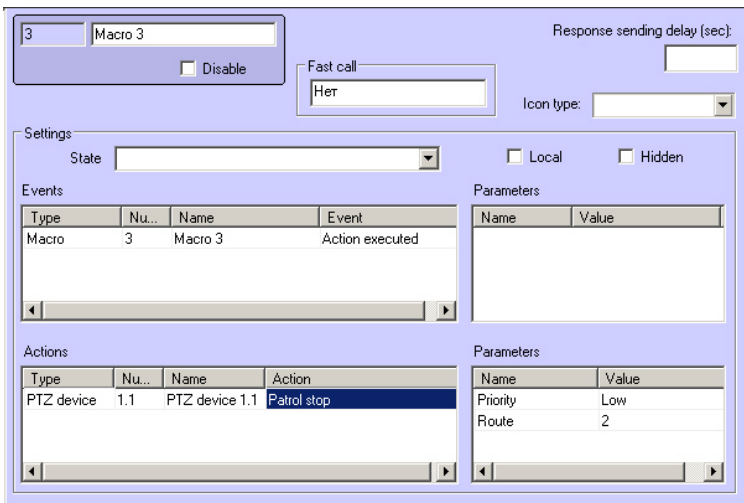 3 Macro 3
Response sending delay (sec):
Disable
Fast call
Нет
Icon type:
Settings
State
Local
Hidden
Events
Parameters
Type Nu... Name Event
Name Value
Macro 3 Macro 3 Action executed
Actions
Parameters
Type Nu... Name Action
Name Value
PTZ device 1.1 PTZ device 1.1 Patrol stop
Priority Low
Route 2